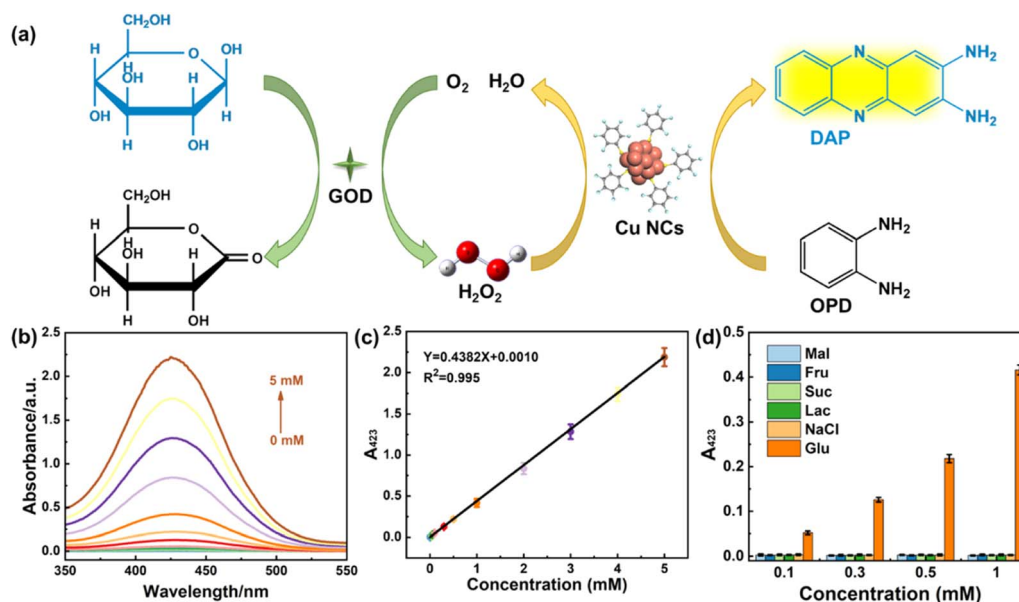 (a)
CH₂OH
H
O
OH
H
OH
H
OH
H
H
OH
CH₂OH
H
O
H
OH
H
O
OH
H
OH
GOD
O₂
H₂O
H₂O₂
Cu NCs
N
N
NH₂
NH₂
DAP
NH₂
NH₂
OPD
(b)
2.5
2.0
1.5
1.0
0.5
0.0
Absorbance/a.u.
5 mM
0 mM
350 400 450 500 550
Wavelength/nm
(c)
2.5
2.0
1.5
1.0
0.5
0.0
A₄₂₃
Y=0.4382X+0.0010
R²=0.995
0 1 2 3 4 5
Concentration (mM)
(d)
0.5
0.4
0.3
0.2
0.1
0.0
A₄₂₃
Mal
Fru
Suc
Lac
NaCl
Glu
0.1 0.3 0.5 1
Concentration (mM)